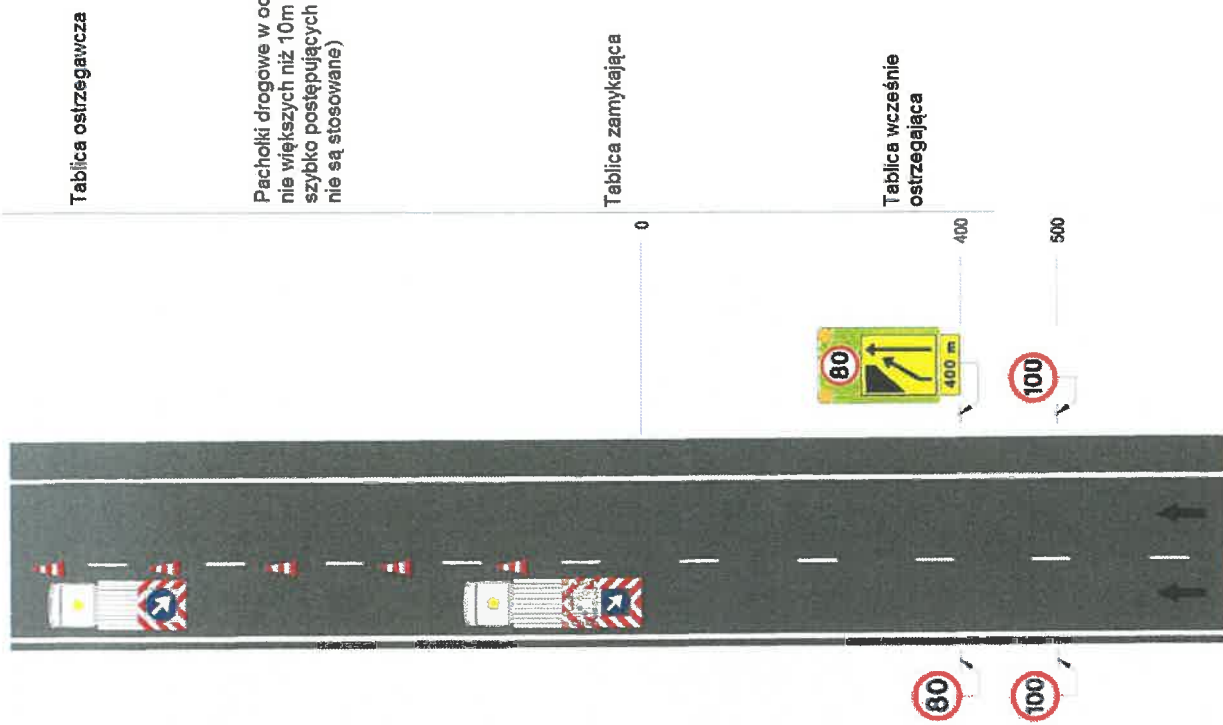 Tablica ostrzegawcza
Pachołki drogowe w
nie większych niż 10m
szybko postępujących
nie są stosowane)
Tablica zamykająca
0
Tablica wcześnie
ostrzegająca
80
400 m
400
100
500
80
100